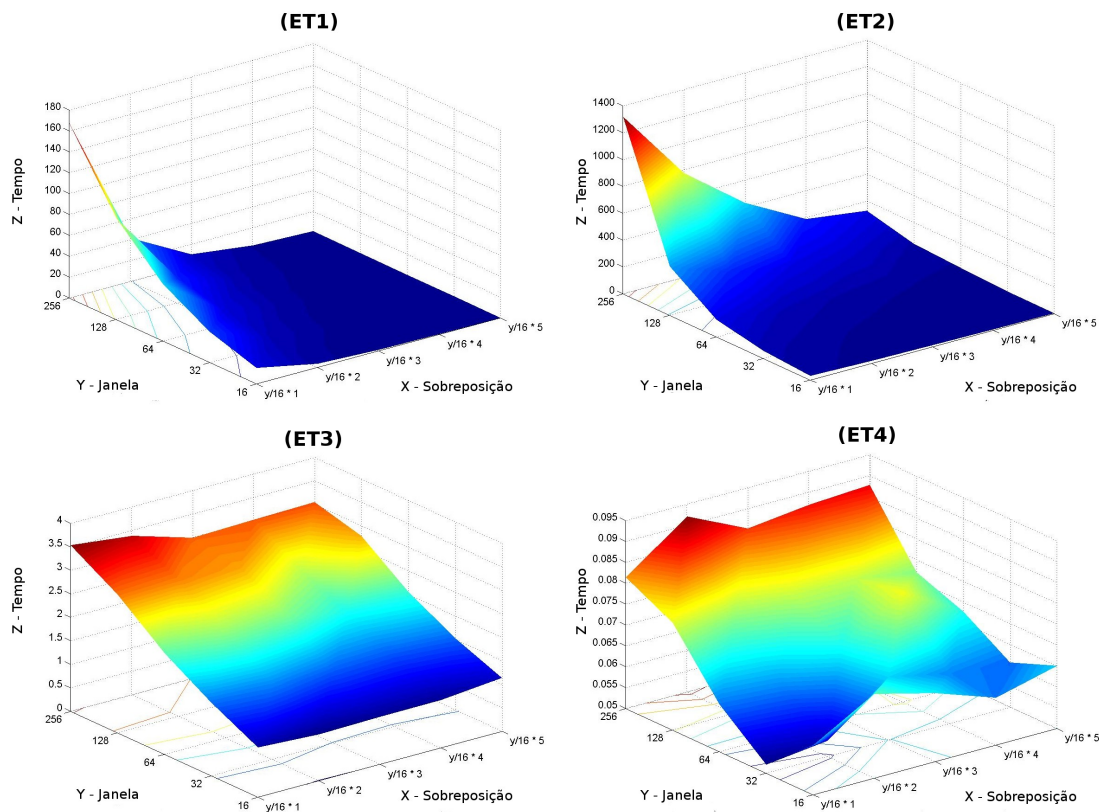 (ET1)
180
160
140
120
100
80
60
40
20
0
Z - Tempo
256
128
64
32
16
Y - Janela
y/16 * 1
y/16 * 2
y/16 * 3
y/16 * 4
y/16 * 5
X - Sobreposição
(ET2)
1400
1200
1000
800
600
400
200
0
Z - Tempo
256
128
64
32
16
Y - Janela
y/16 * 1
y/16 * 2
y/16 * 3
y/16 * 4
y/16 * 5
X - Sobreposição
(ET3)
4
3.5
3
2.5
2
1.5
1
0.5
0
Z - Tempo
256
128
64
32
16
Y - Janela
y/16 * 1
y/16 * 2
y/16 * 3
y/16 * 4
y/16 * 5
X - Sobreposição
(ET4)
0.095
0.09
0.085
0.08
0.075
0.07
0.065
0.06
0.055
0.05
Z - Tempo
256
128
64
32
16
Y - Janela
y/16 * 1
y/16 * 2
y/16 * 3
y/16 * 4
y/16 * 5
X - Sobreposição